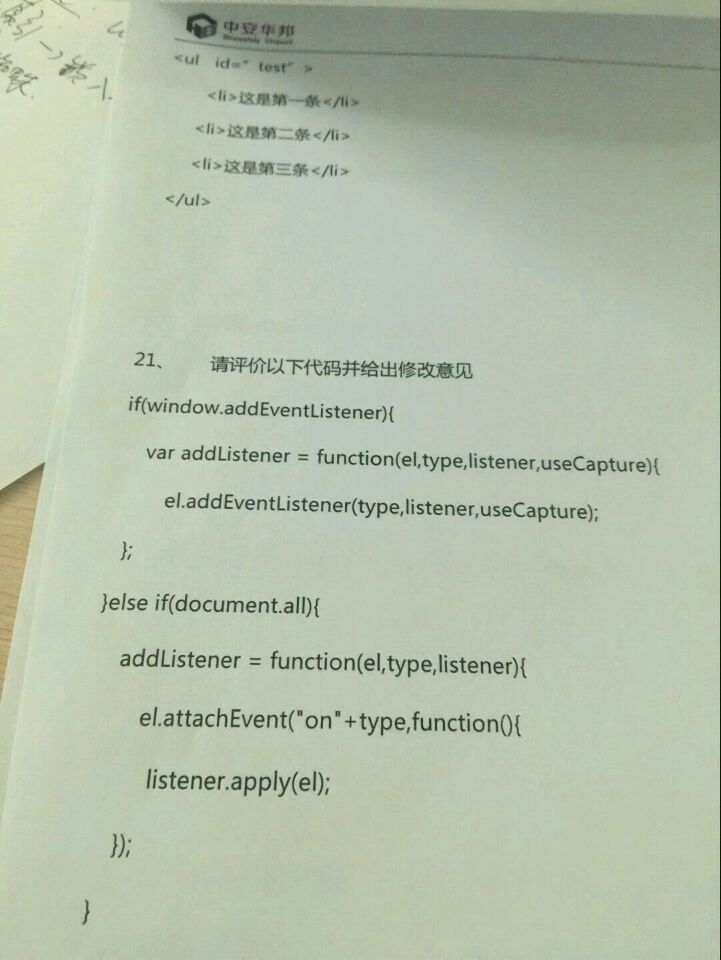 中安华邦
<ul id="test">
<li>这是第一条</li>
<li>这是第二条</li>
<li>这是第三条</li>
</ul>
21、 请评价以下代码并给出修改意见
if(window.addEventListener){
var addListener = function(el,type,listener,useCapture){
el.addEventListener(type,listener,useCapture);
};
}else if(document.all){
addListener = function(el,type,listener){
el.attachEvent("on"+type,function(){
listener.apply(el);
});
}